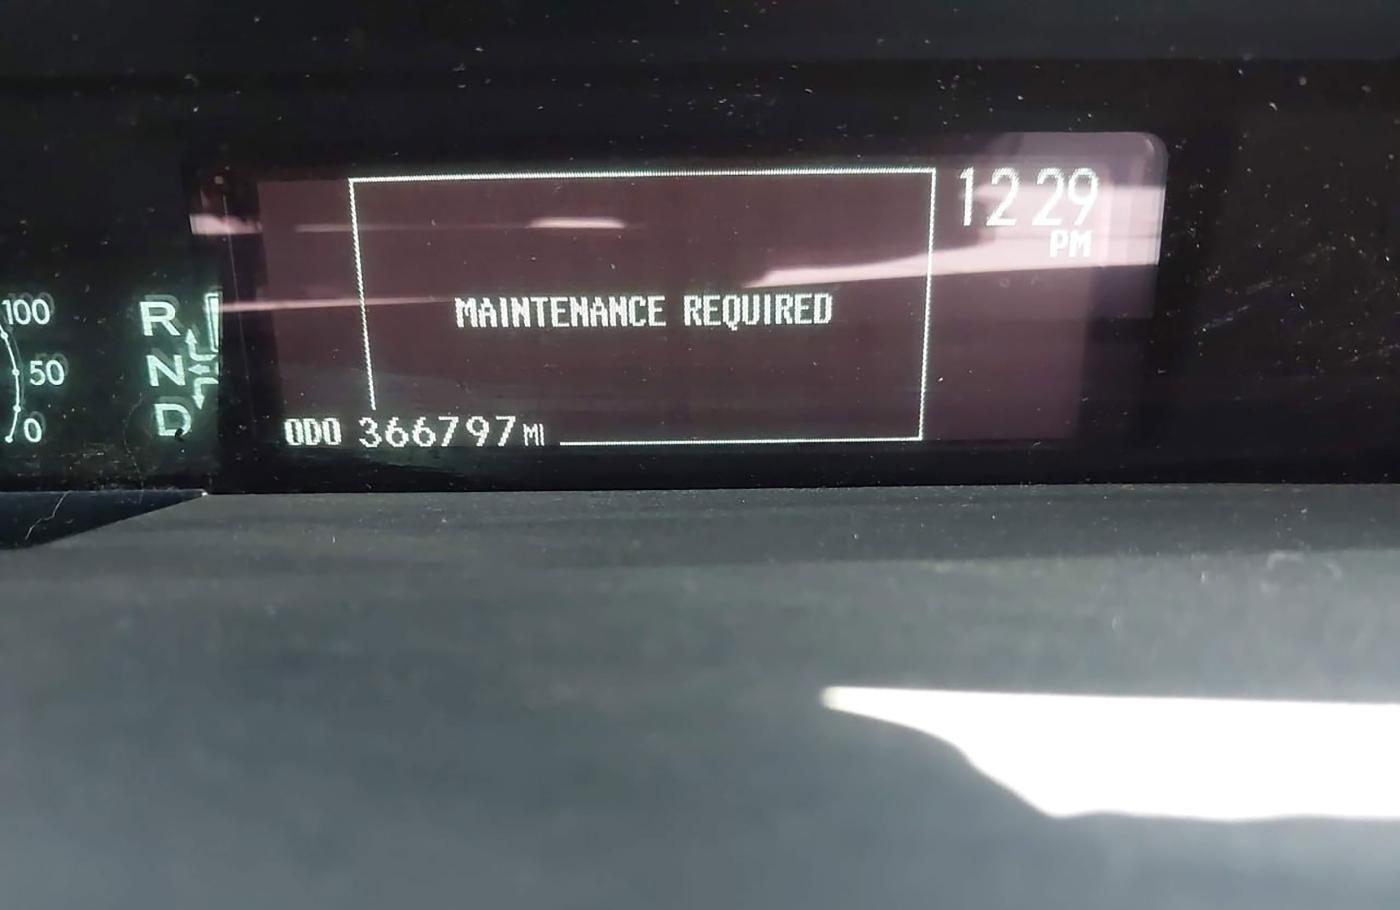 12 29
PM
MAINTENANCE REQUIRED
ODO 366797 MI
100
50
0
R
N
D